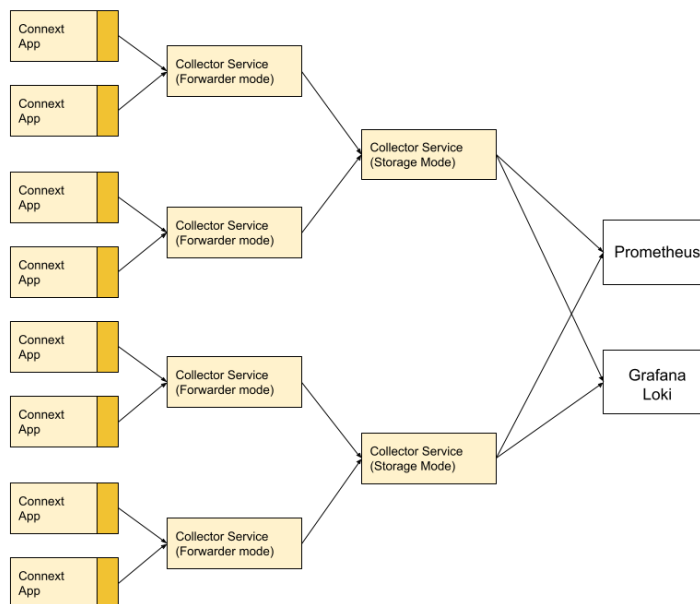 Connext
App
Connext
App
Connext
App
Connext
App
Connext
App
Connext
App
Connext
App
Connext
App
Collector Service
(Forwarder mode)
Collector Service
(Forwarder mode)
Collector Service
(Forwarder mode)
Collector Service
(Forwarder mode)
Collector Service
(Storage Mode)
Collector Service
(Storage Mode)
Prometheus
Grafana
Loki